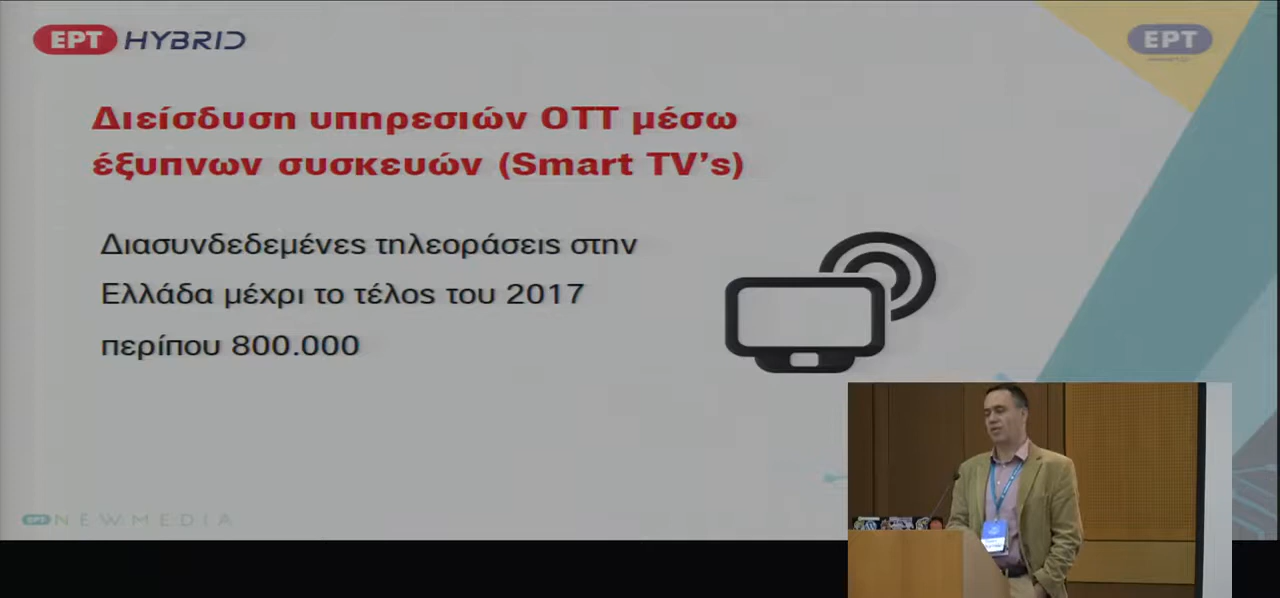 ΕΡΤ HYBRID
ΕΡΤ
Διείσδυση υπηρεσιών ΟΤΤ μέσω
έξυπνων συσκευών (Smart TV’s)
Διασυνδεδεμένες τηλεοράσεις στην
Ελλάδα μέχρι το τέλος του 2017
περίπου 800.000
ΕΡΤ NEWMEDIA